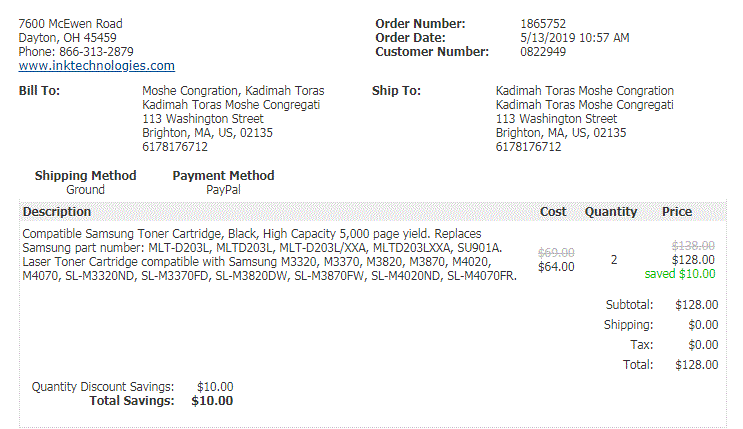 7600 McEwen Road
Dayton, OH 45459
Phone: 866-313-2879
www.inktechnologies.com
Order Number: 1865752
Order Date: 5/13/2019 10:57 AM
Customer Number: 0822949
Bill To:
Moshe Congration, Kadimah Toras
Kadimah Toras Moshe Congregati
113 Washington Street
Brighton, MA, US, 02135
6178176712
Ship To:
Kadimah Toras Moshe Congration
Kadimah Toras Moshe Congregati
113 Washington Street
Brighton, MA, US, 02135
6178176712
Shipping Method Payment Method
Ground PayPal
Description Cost Quantity Price
Compatible Samsung Toner Cartridge, Black, High Capacity 5,000 page yield. Replaces
Samsung part number: MLT-D203L, MLTD203L, MLT-D203L/XXA, MLTD203LXXA, SU901A.
Laser Toner Cartridge compatible with Samsung M3320, M3370, M3820, M3870, M4020,
M4070, SL-M3320ND, SL-M3370FD, SL-M3820DW, SL-M3870FW, SL-M4020ND, SL-M4070FR.
$69.00
$64.00
2
$138.00
$128.00
saved $10.00
Subtotal: $128.00
Shipping: $0.00
Tax: $0.00
Total: $128.00
Quantity Discount Savings: $10.00
Total Savings: $10.00